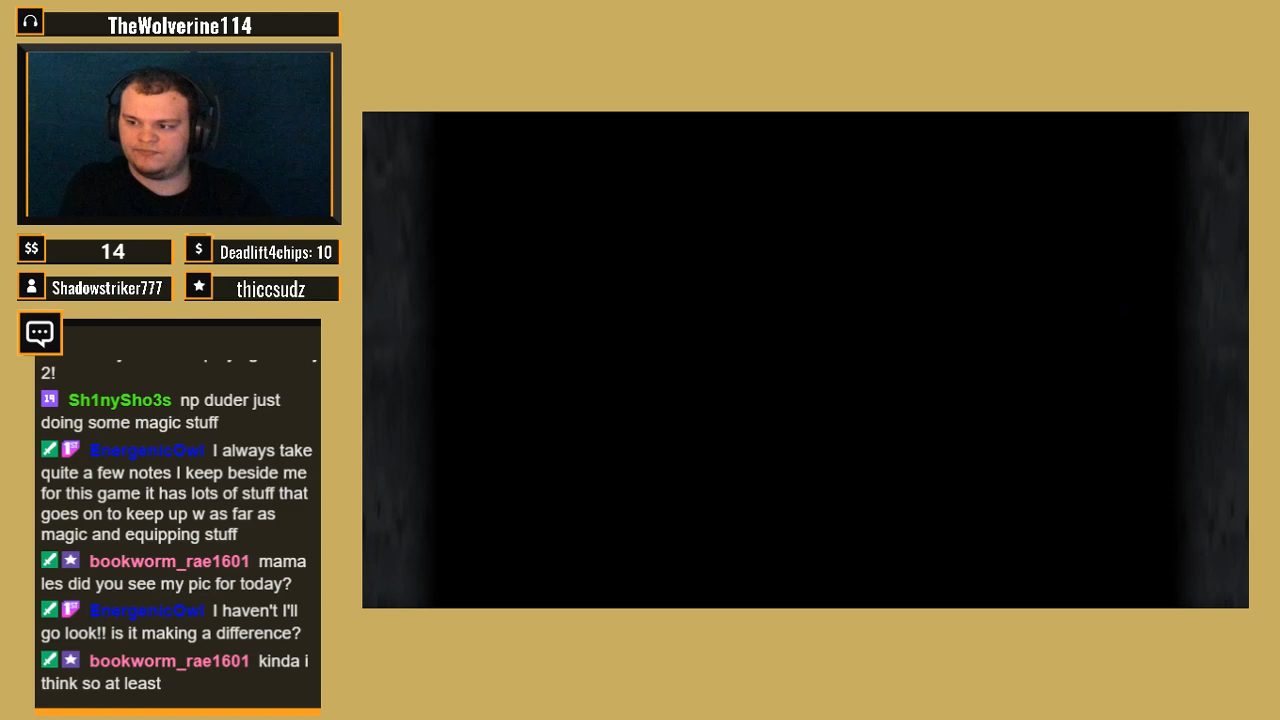 TheWolverine114
$$ 14
$ Deadlift4chips: 10
Shadowstriker777
thiccsudz
2!
19 Sh1nySho3s np duder just
doing some magic stuff
1ST EnergenicOwl I always take
quite a few notes I keep beside me
for this game it has lots of stuff that
goes on to keep up w as far as
magic and equipping stuff
bookworm_rae1601 mama
les did you see my pic for today?
1ST EnergenicOwl I haven't I'll
go look!! is it making a difference?
bookworm_rae1601 kinda i
think so at least